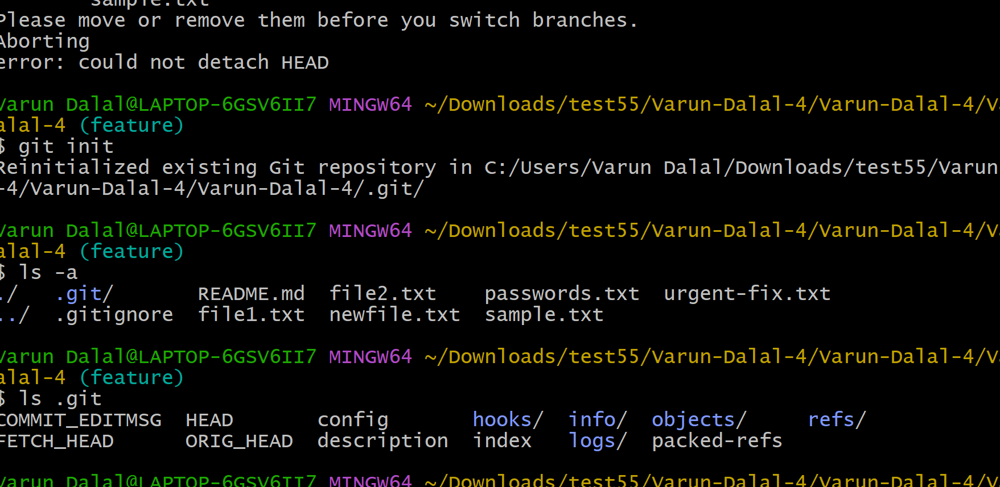 sample.txt
Please move or remove them before you switch branches.
Aborting
error: could not detach HEAD
Varun Dalal@LAPTOP-6GSV6II7 MINGW64 ~/Downloads/test55/Varun-Dalal-4/Varun-Dalal-4/Va
alal-4 (feature)
$ git init
Reinitialized existing Git repository in C:/Users/Varun Dalal/Downloads/test55/Varun
-4/Varun-Dalal-4/Varun-Dalal-4/.git/
Varun Dalal@LAPTOP-6GSV6II7 MINGW64 ~/Downloads/test55/Varun-Dalal-4/Varun-Dalal-4/Va
alal-4 (feature)
$ ls -a
./   .git/       README.md  file2.txt    passwords.txt  urgent-fix.txt
../  .gitignore  file1.txt  newfile.txt  sample.txt
Varun Dalal@LAPTOP-6GSV6II7 MINGW64 ~/Downloads/test55/Varun-Dalal-4/Varun-Dalal-4/Va
alal-4 (feature)
$ ls .git
COMMIT_EDITMSG  HEAD       config       hooks/  info/  objects/     refs/
FETCH_HEAD      ORIG_HEAD  description  index   logs/  packed-refs
Varun Dalal@LAPTOP-6GSV6II7 MINGW64 ~/Downloads/test55/Varun-Dalal-4/Varun-Dalal-4/Va